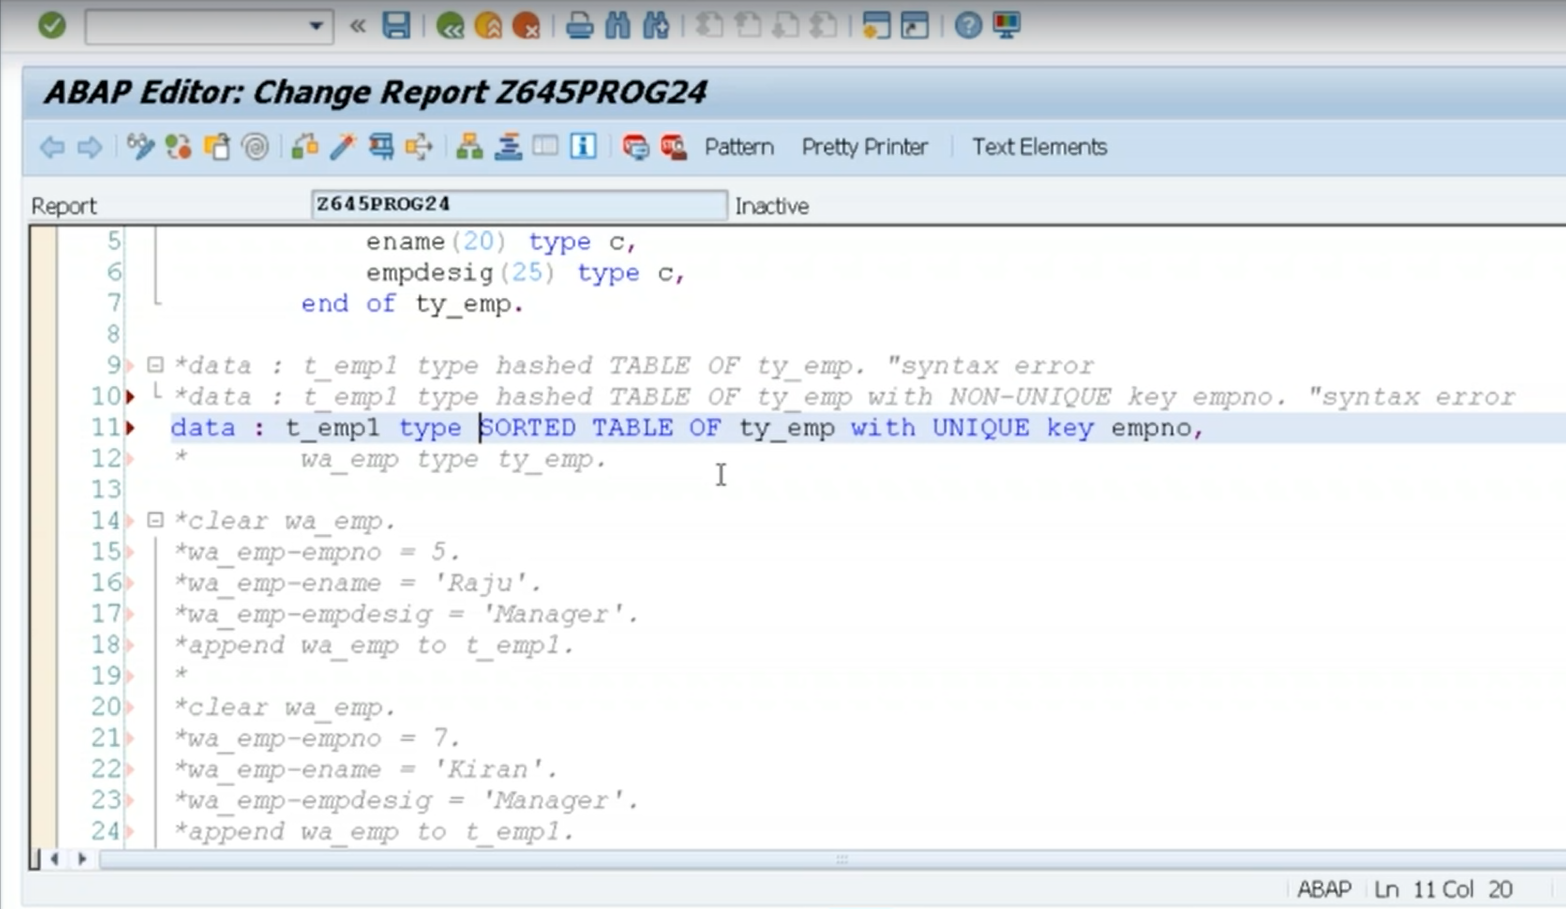 ABAP Editor: Change Report Z645PROG24
Pattern Pretty Printer Text Elements
Report Z645PROG24 Inactive
5 ename(20) type c,
6 empdesig(25) type c,
7 end of ty_emp.
8
9 *data : t_emp1 type hashed TABLE OF ty_emp. "syntax error
10 *data : t_emp1 type hashed TABLE OF ty_emp with NON-UNIQUE key empno. "syntax error
11 data : t_emp1 type SORTED TABLE OF ty_emp with UNIQUE key empno,
12 * wa_emp type ty_emp.
13
14 *clear wa_emp.
15 *wa_emp-empno = 5.
16 *wa_emp-ename = 'Raju'.
17 *wa_emp-empdesig = 'Manager'.
18 *append wa_emp to t_emp1.
19 *
20 *clear wa_emp.
21 *wa_emp-empno = 7.
22 *wa_emp-ename = 'Kiran'.
23 *wa_emp-empdesig = 'Manager'.
24 *append wa_emp to t_emp1.
ABAP Ln 11 Col 20